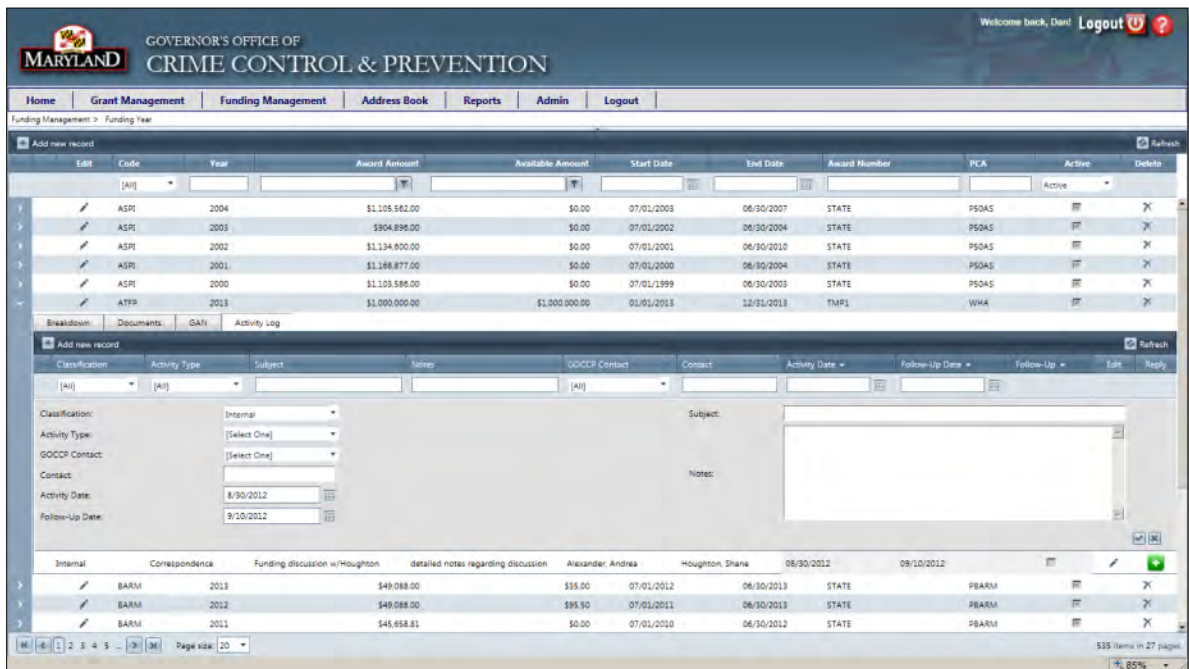 Welcome back, Dan! Logout
MARYLAND
GOVERNOR'S OFFICE OF
CRIME CONTROL & PREVENTION
Home Grant Management Funding Management Address Book Reports Admin Logout
Funding Management > Funding Year
Add new record Refresh
Edit Code Year Award Amount Available Amount Start Date End Date Award Number PCA Active Delete
[All] Active
ASPI 2004 $1,105,562.00 $0.00 07/01/2003 06/30/2007 STATE PS0AS
ASPI 2003 $904,896.00 $0.00 07/01/2002 06/30/2004 STATE PS0AS
ASPI 2002 $1,134,600.00 $0.00 07/01/2001 06/30/2010 STATE PS0AS
ASPI 2001 $1,168,877.00 $0.00 07/01/2000 06/30/2004 STATE PS0AS
ASPI 2000 $1,103,586.00 $0.00 07/01/1999 06/30/2003 STATE PS0AS
ATFP 2013 $1,000,000.00 $1,000,000.00 01/01/2013 12/31/2013 TMP1 WHA
Breakdown Documents GAN Activity Log
Add new record Refresh
Classification Activity Type Subject Notes GOCCP Contact Contact Activity Date Follow-Up Date Follow-Up Edit Reply
[All] [All] [All]
Classification: Internal Subject:
Activity Type: [Select One]
GOCCP Contact: [Select One]
Contact: Notes:
Activity Date: 8/30/2012
Follow-Up Date: 9/10/2012
Internal Correspondence Funding discussion w/Houghton detailed notes regarding discussion Alexander, Andrea Houghton, Shane 08/30/2012 09/10/2012
BARM 2013 $49,088.00 $35.00 07/01/2012 06/30/2013 STATE PBARM
BARM 2012 $49,088.00 $95.50 07/01/2011 06/30/2013 STATE PBARM
BARM 2011 $45,658.81 $0.00 07/01/2010 06/30/2012 STATE PBARM
1 2 3 4 5 ... Page size: 20 535 items in 27 pages
85%